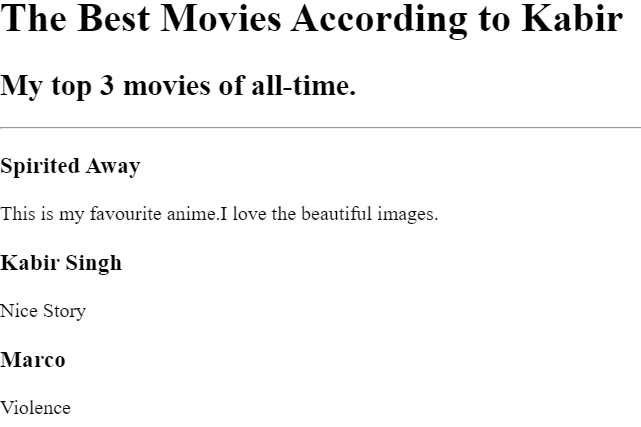 The Best Movies According to Kabir
My top 3 movies of all-time.
Spirited Away
This is my favourite anime.I love the beautiful images.
Kabir Singh
Nice Story
Marco
Violence